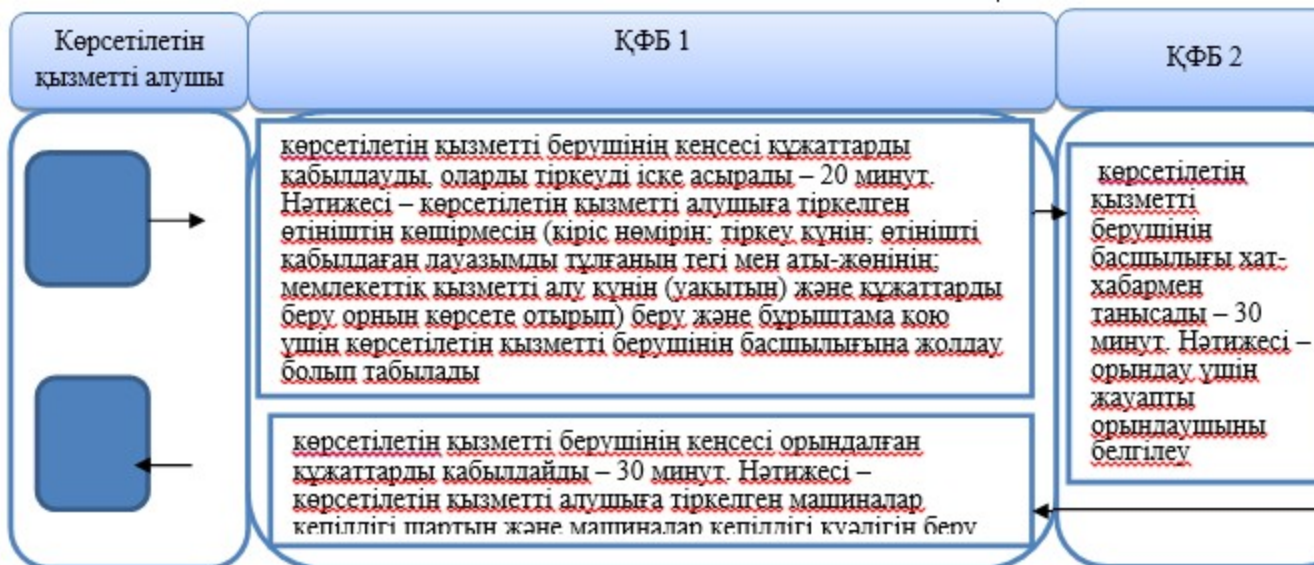 Көрсетілетін
қызметті алушы
ҚФБ 1
ҚФБ 2
көрсетілетін қызметті берушінің кеңсесі құжаттарды
қабылдауды, оларды тіркеуді іске асырады – 20 минут.
Нәтижесі – көрсетілетін қызметті алушыға тіркелген
өтініштің көшірмесін (кіріс нөмірін; тіркеу күнін; өтінішті
қабылдаған лауазымды тұлғаның тегі мен аты-жөнінің;
мемлекеттік қызметті алу күнін (уақытын) және құжаттарды
беру орнын көрсете отырып) беру және бұрыштама қою
үшін көрсетілетін қызметті берушінің басшылығына жолдау
болып табылады
көрсетілетін қызметті берушінің кеңсесі орындалған
құжаттарды қабылдайды – 30 минут. Нәтижесі –
көрсетілетін қызметті алушыға тіркелген машиналар
кепілдігі шартын және машиналар кепілдігі куәлігін беру
көрсетілетін
қызметті
берушінің
басшылығы хат-
хабармен
танысады – 30
минут. Нәтижесі –
орындау үшін
жауапты
орындаушыны
белгілеу